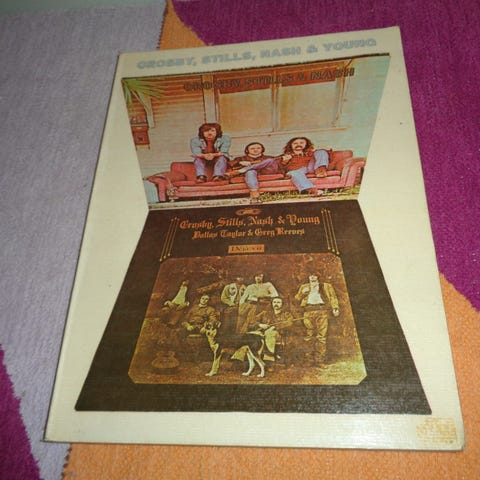 CROSBY, STILLS, NASH & YOUNG
CROSBY, STILLS & NASH
Crosby, Stills, Nash & Young
Dallas Taylor & Greg Reeves
DÉJÀ VU